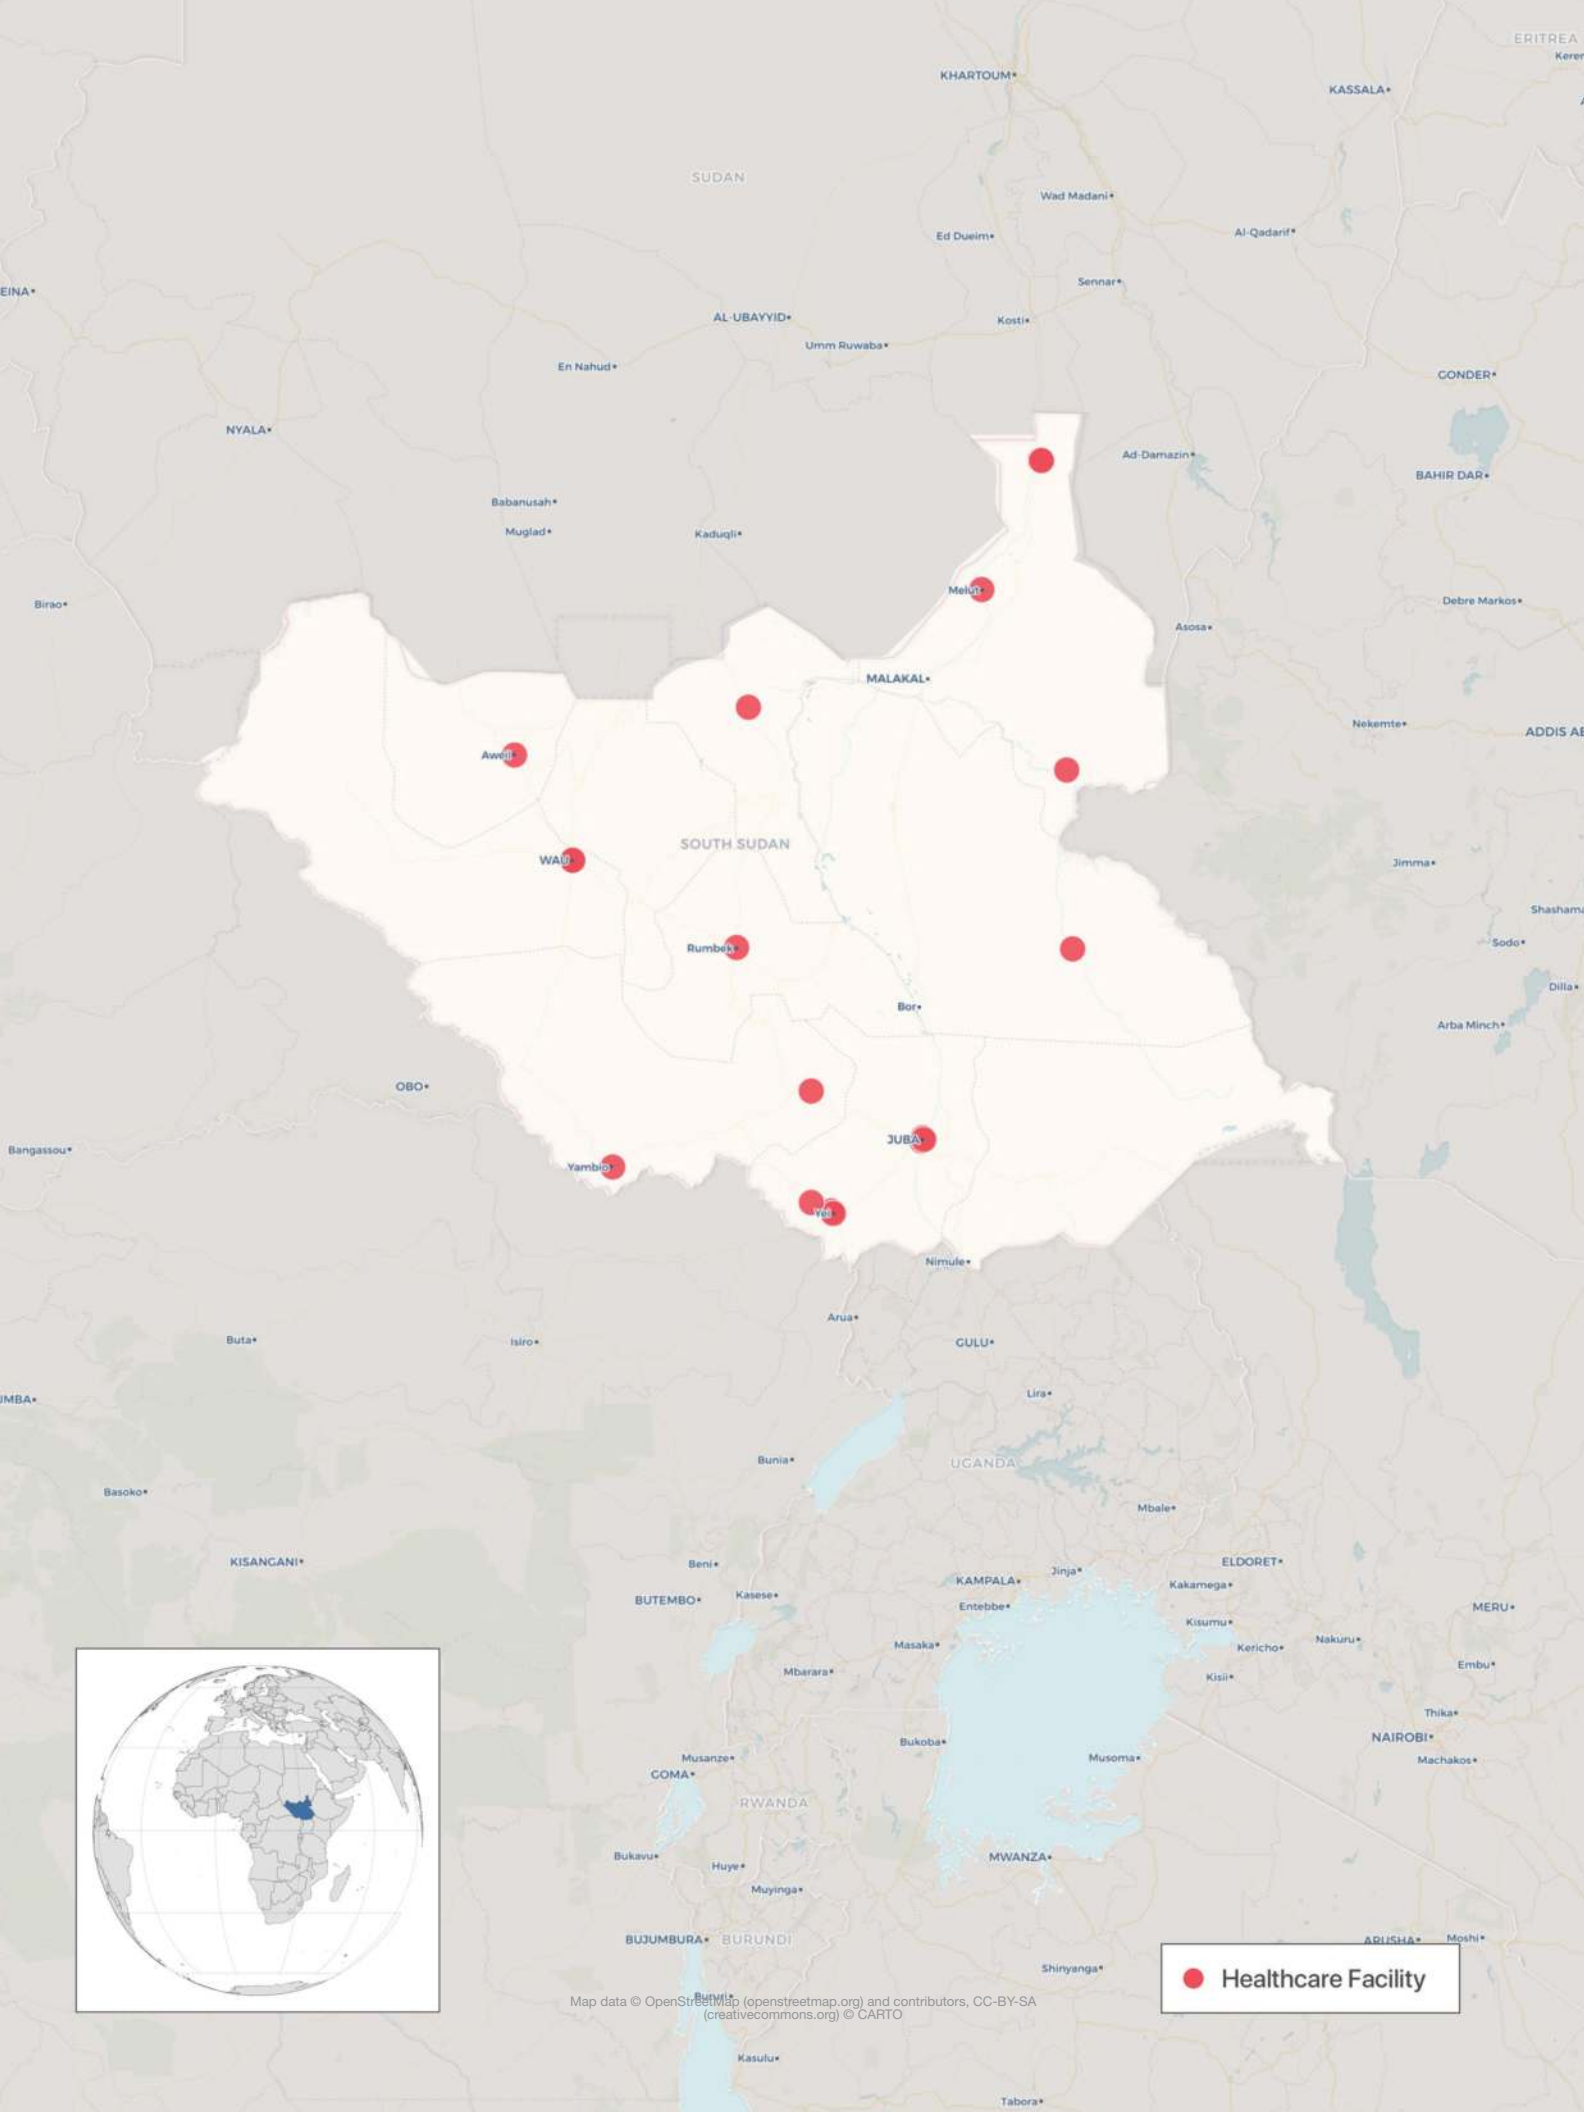 ERITREA
Keren
KHARTOUM
KASSALA
SUDAN
Wad Madani
Ed Dueim
Al-Qadarif
Sennar
EINA
AL-UBAYYID
Kosti
Umm Ruwaba
En Nahud
GONDER
NYALA
Ad-Damazin
BAHIR DAR
Babanusah
Muglad
Kaduqli
Melut
Birao
Debre Markos
Asosa
MALAKAL
Nekemte
ADDIS AB
Aweil
SOUTH SUDAN
WAU
Jimma
Shashama
Rumbek
Sodo
Dilla
Bor
Arba Minch
OBO
JUBA
Bangassou
Yambio
Yei
Nimule
Arua
Buta
Isiro
GULU
Lira
UMBA
Bunia
UGANDA
Basoko
Mbale
KISANGANI
Beni
ELDORET
Jinja
KAMPALA
Kakamega
BUTEMBO
Kasese
Entebbe
MERU
Kisumu
Masaka
Kericho
Nakuru
Mbarara
Kisii
Embu
Thika
Bukoba
NAIROBI
Musanze
Musoma
Machakos
GOMA
RWANDA
Bukavu
Huye
MWANZA
Muyinga
BUJUMBURA
BURUNDI
ARUSHA
Moshi
Shinyanga
Healthcare Facility
Bururi
Map data © OpenStreetMap (openstreetmap.org) and contributors, CC-BY-SA
(creativecommons.org) © CARTO
Kasulu
Tabora